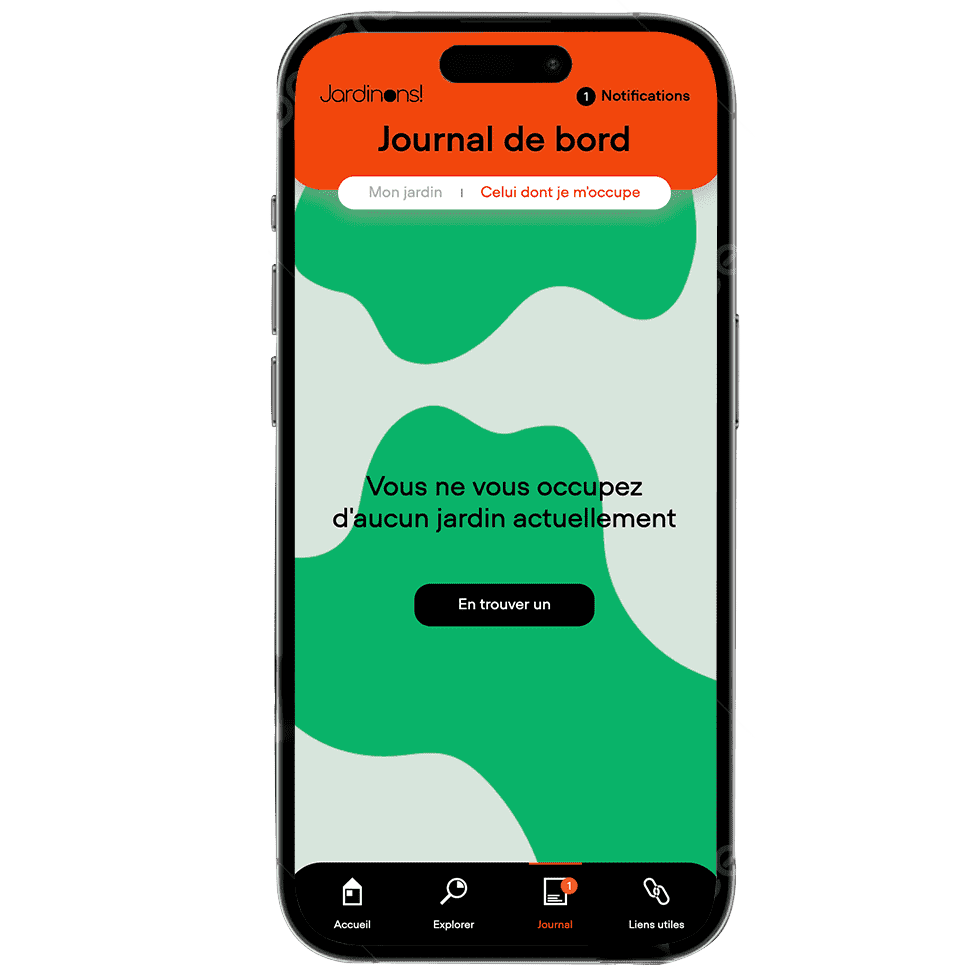 Jardinons!
1 Notifications
Journal de bord
Mon jardin | Celui dont je m'occupe
Vous ne vous occupez
d'aucun jardin actuellement
En trouver un
1
Accueil Explorer Journal Liens utiles